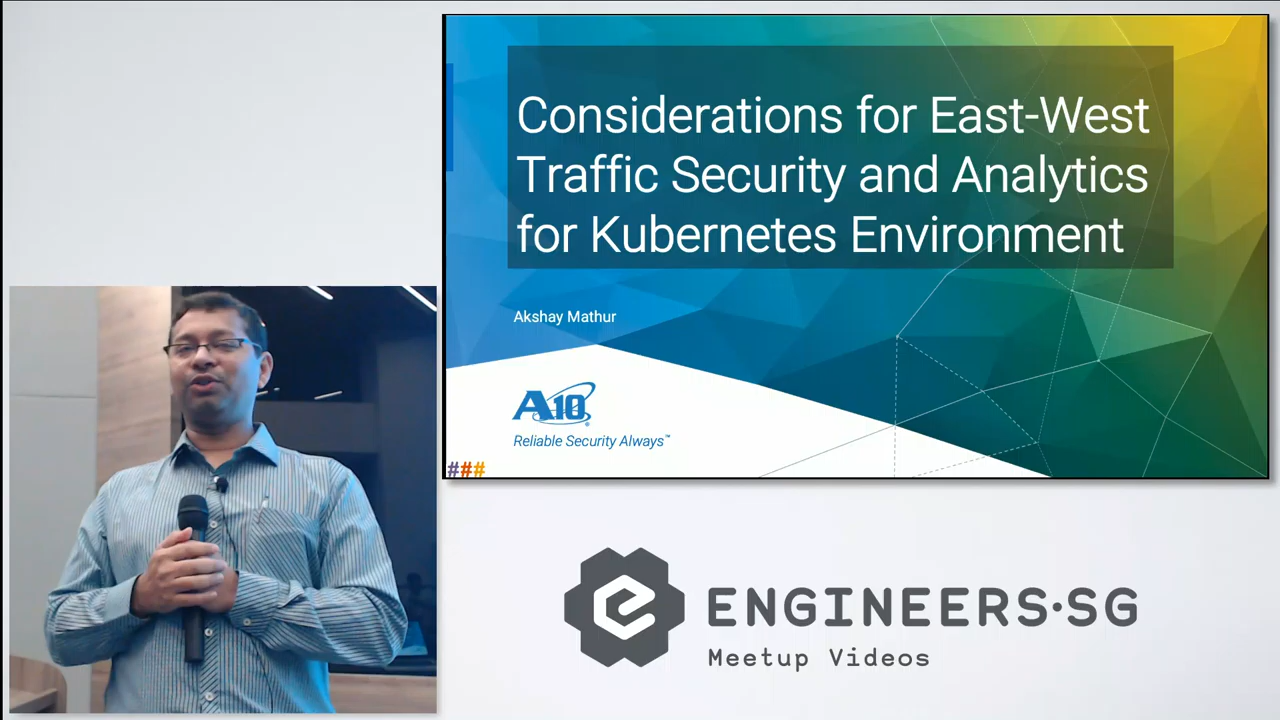 Considerations for East-West
Traffic Security and Analytics
for Kubernetes Environment
Akshay Mathur
A10
Reliable Security Always™
###
ENGINEERS·SG
Meetup Videos